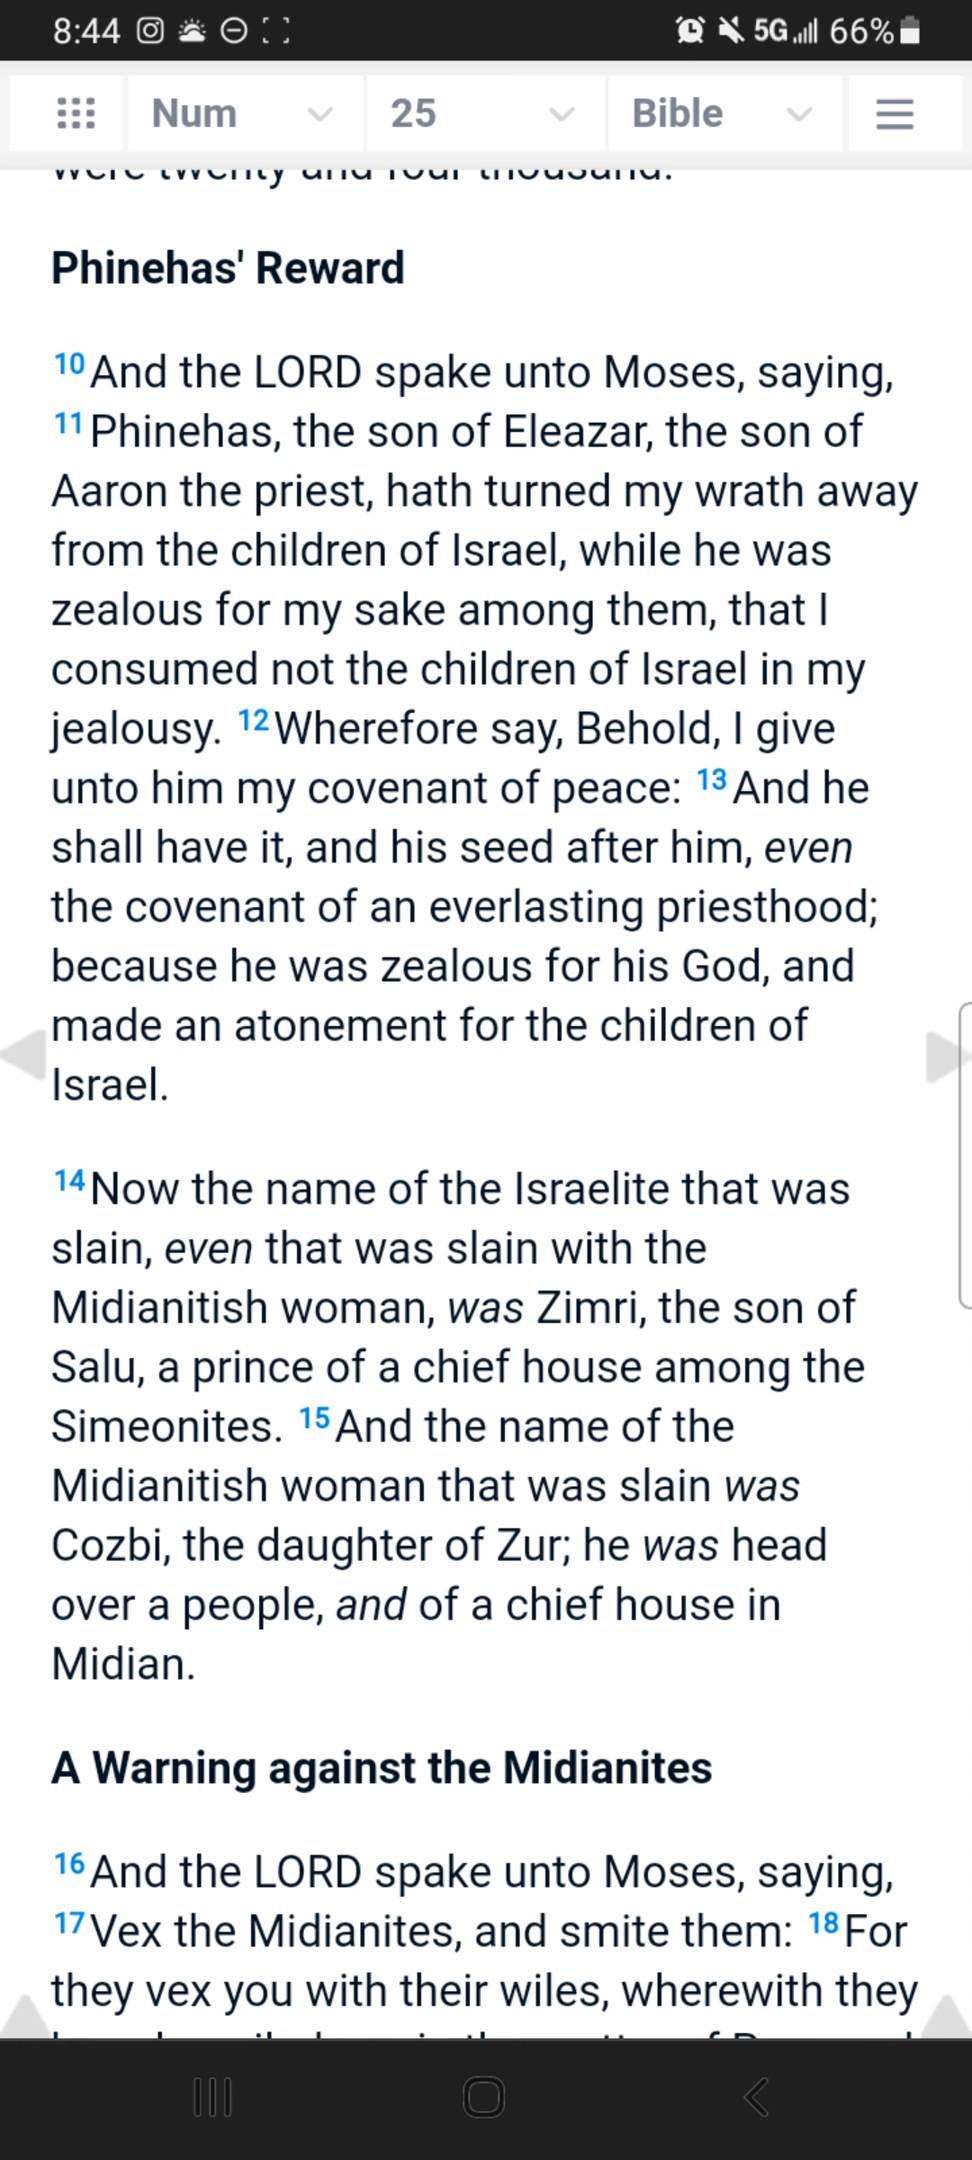 8:44 5G 66%
Num 25 Bible
were twenty and four thousand.
Phinehas' Reward
10 And the LORD spake unto Moses, saying,
11 Phinehas, the son of Eleazar, the son of
Aaron the priest, hath turned my wrath away
from the children of Israel, while he was
zealous for my sake among them, that I
consumed not the children of Israel in my
jealousy. 12 Wherefore say, Behold, I give
unto him my covenant of peace: 13 And he
shall have it, and his seed after him, even
the covenant of an everlasting priesthood;
because he was zealous for his God, and
made an atonement for the children of
Israel.
14 Now the name of the Israelite that was
slain, even that was slain with the
Midianitish woman, was Zimri, the son of
Salu, a prince of a chief house among the
Simeonites. 15 And the name of the
Midianitish woman that was slain was
Cozbi, the daughter of Zur; he was head
over a people, and of a chief house in
Midian.
A Warning against the Midianites
16 And the LORD spake unto Moses, saying,
17 Vex the Midianites, and smite them: 18 For
they vex you with their wiles, wherewith they